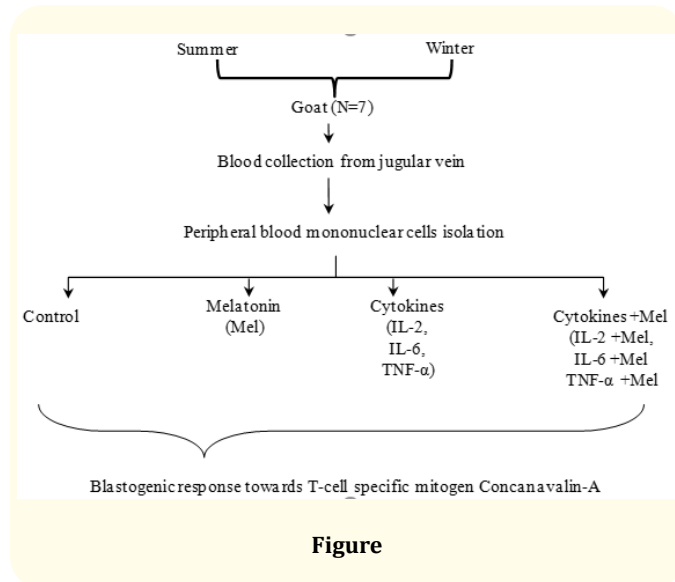 Summer Winter
Goat (N=7)
Blood collection from jugular vein
Peripheral blood mononuclear cells isolation
Control
Melatonin
(Mel)
Cytokines
(IL-2,
IL-6,
TNF-α)
Cytokines +Mel
(IL-2 +Mel,
IL-6 +Mel
TNF-α +Mel
Blastogenic response towards T-cell specific mitogen Concanavalin-A
Figure